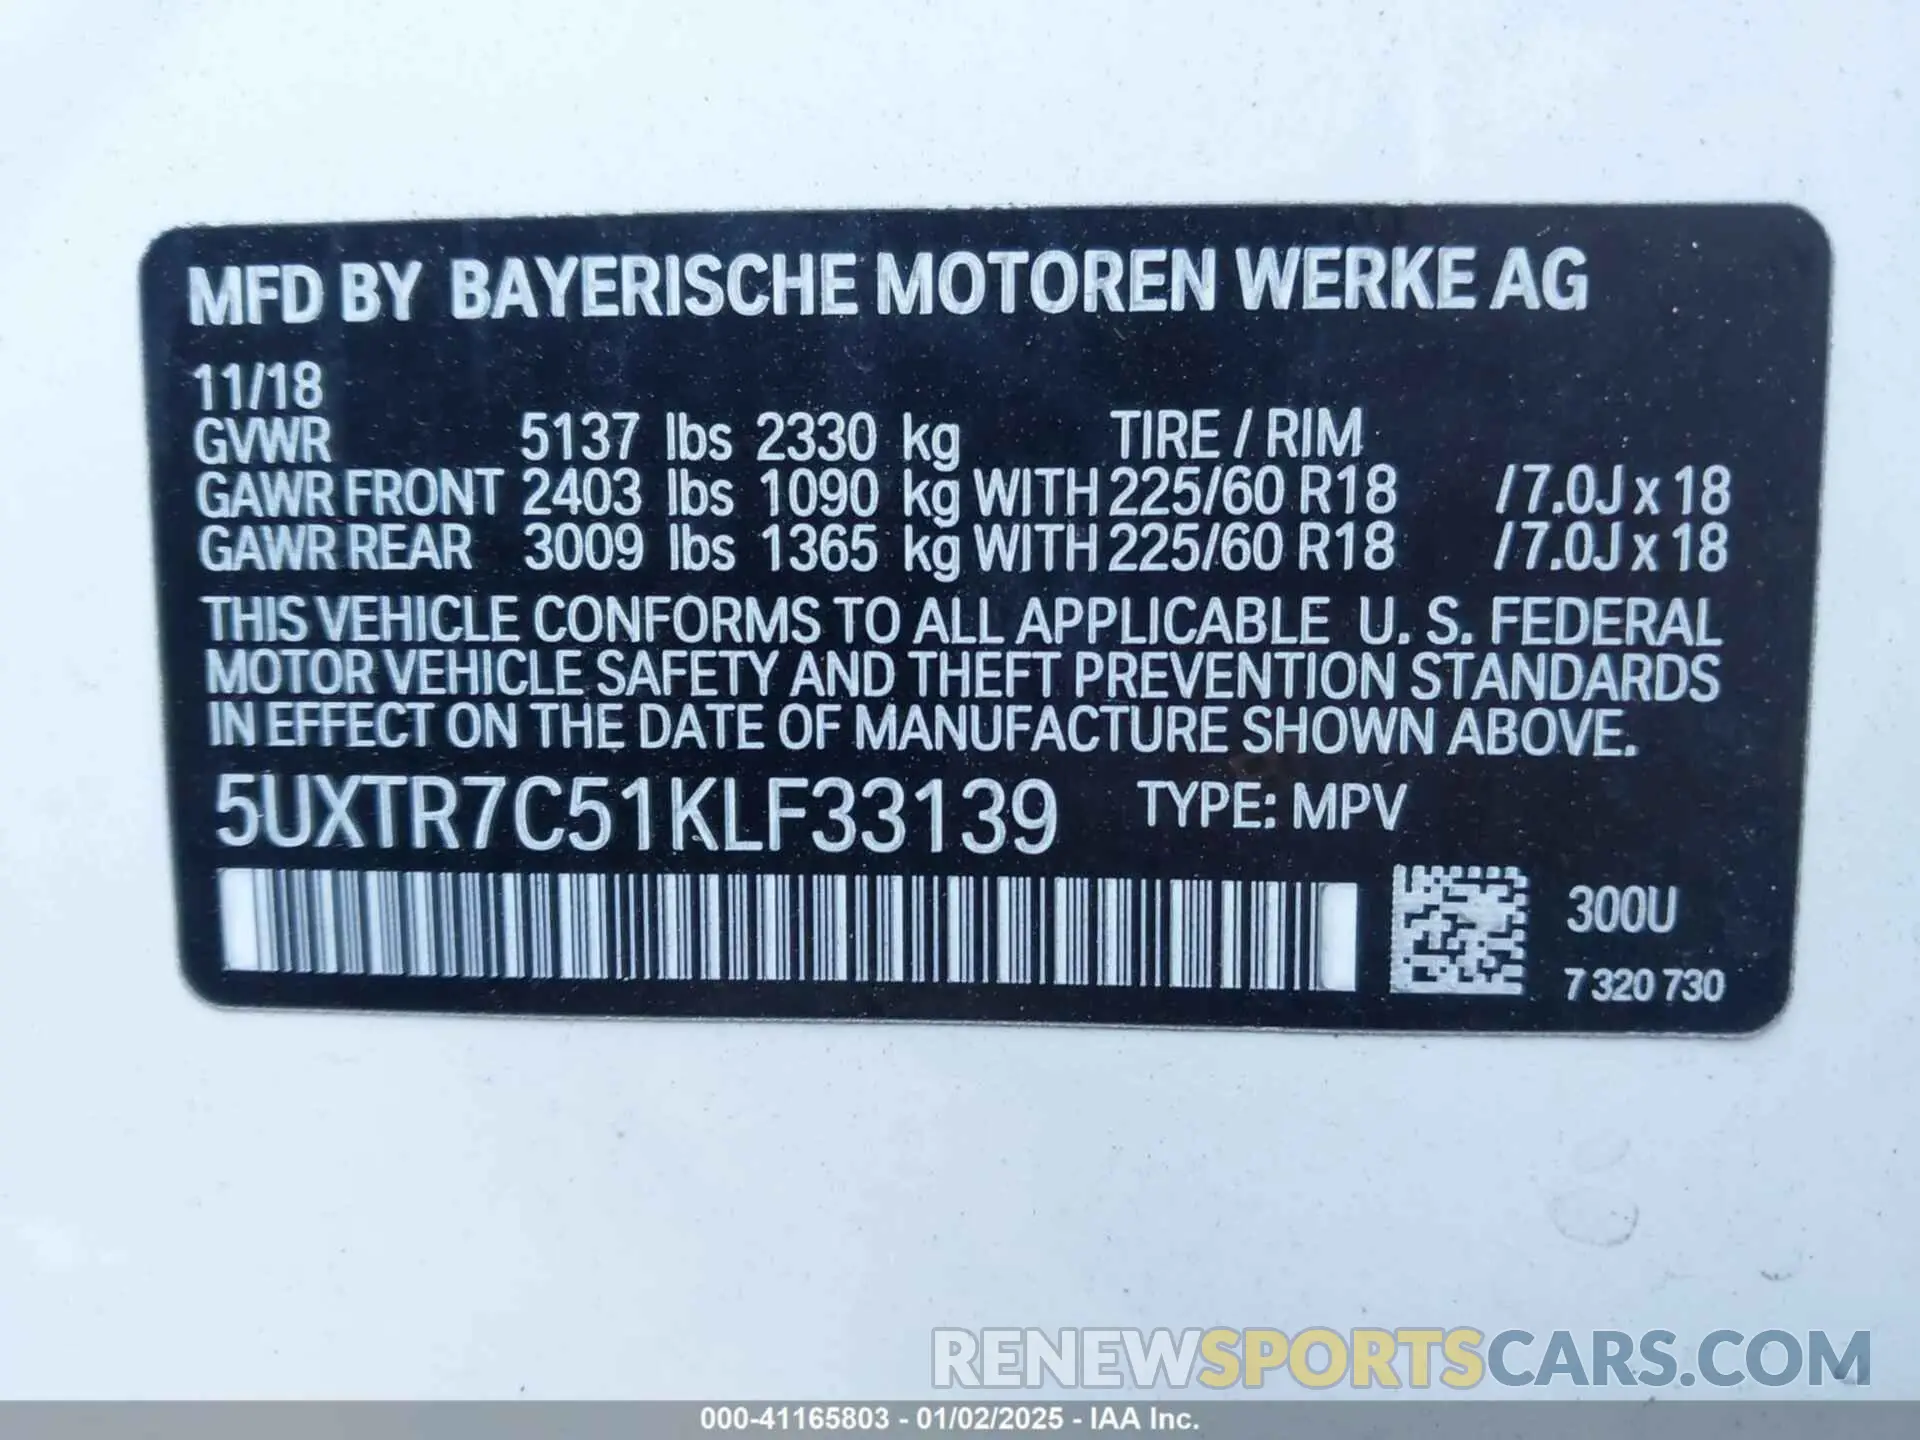 MFD BY BAYERISCHE MOTOREN WERKE AG
11/18
GVWR 5137 lbs 2330 kg TIRE / RIM
GAWR FRONT 2403 lbs 1090 kg WITH 225/60 R18 /7.0J x 18
GAWR REAR 3009 lbs 1365 kg WITH 225/60 R18 /7.0J x 18
THIS VEHICLE CONFORMS TO ALL APPLICABLE U. S. FEDERAL
MOTOR VEHICLE SAFETY AND THEFT PREVENTION STANDARDS
IN EFFECT ON THE DATE OF MANUFACTURE SHOWN ABOVE.
5UXTR7C51KLF33139 TYPE: MPV
300U
7 320 730
RENEWSPORTSCARS.COM
000-41165803 - 01/02/2025 - IAA Inc.